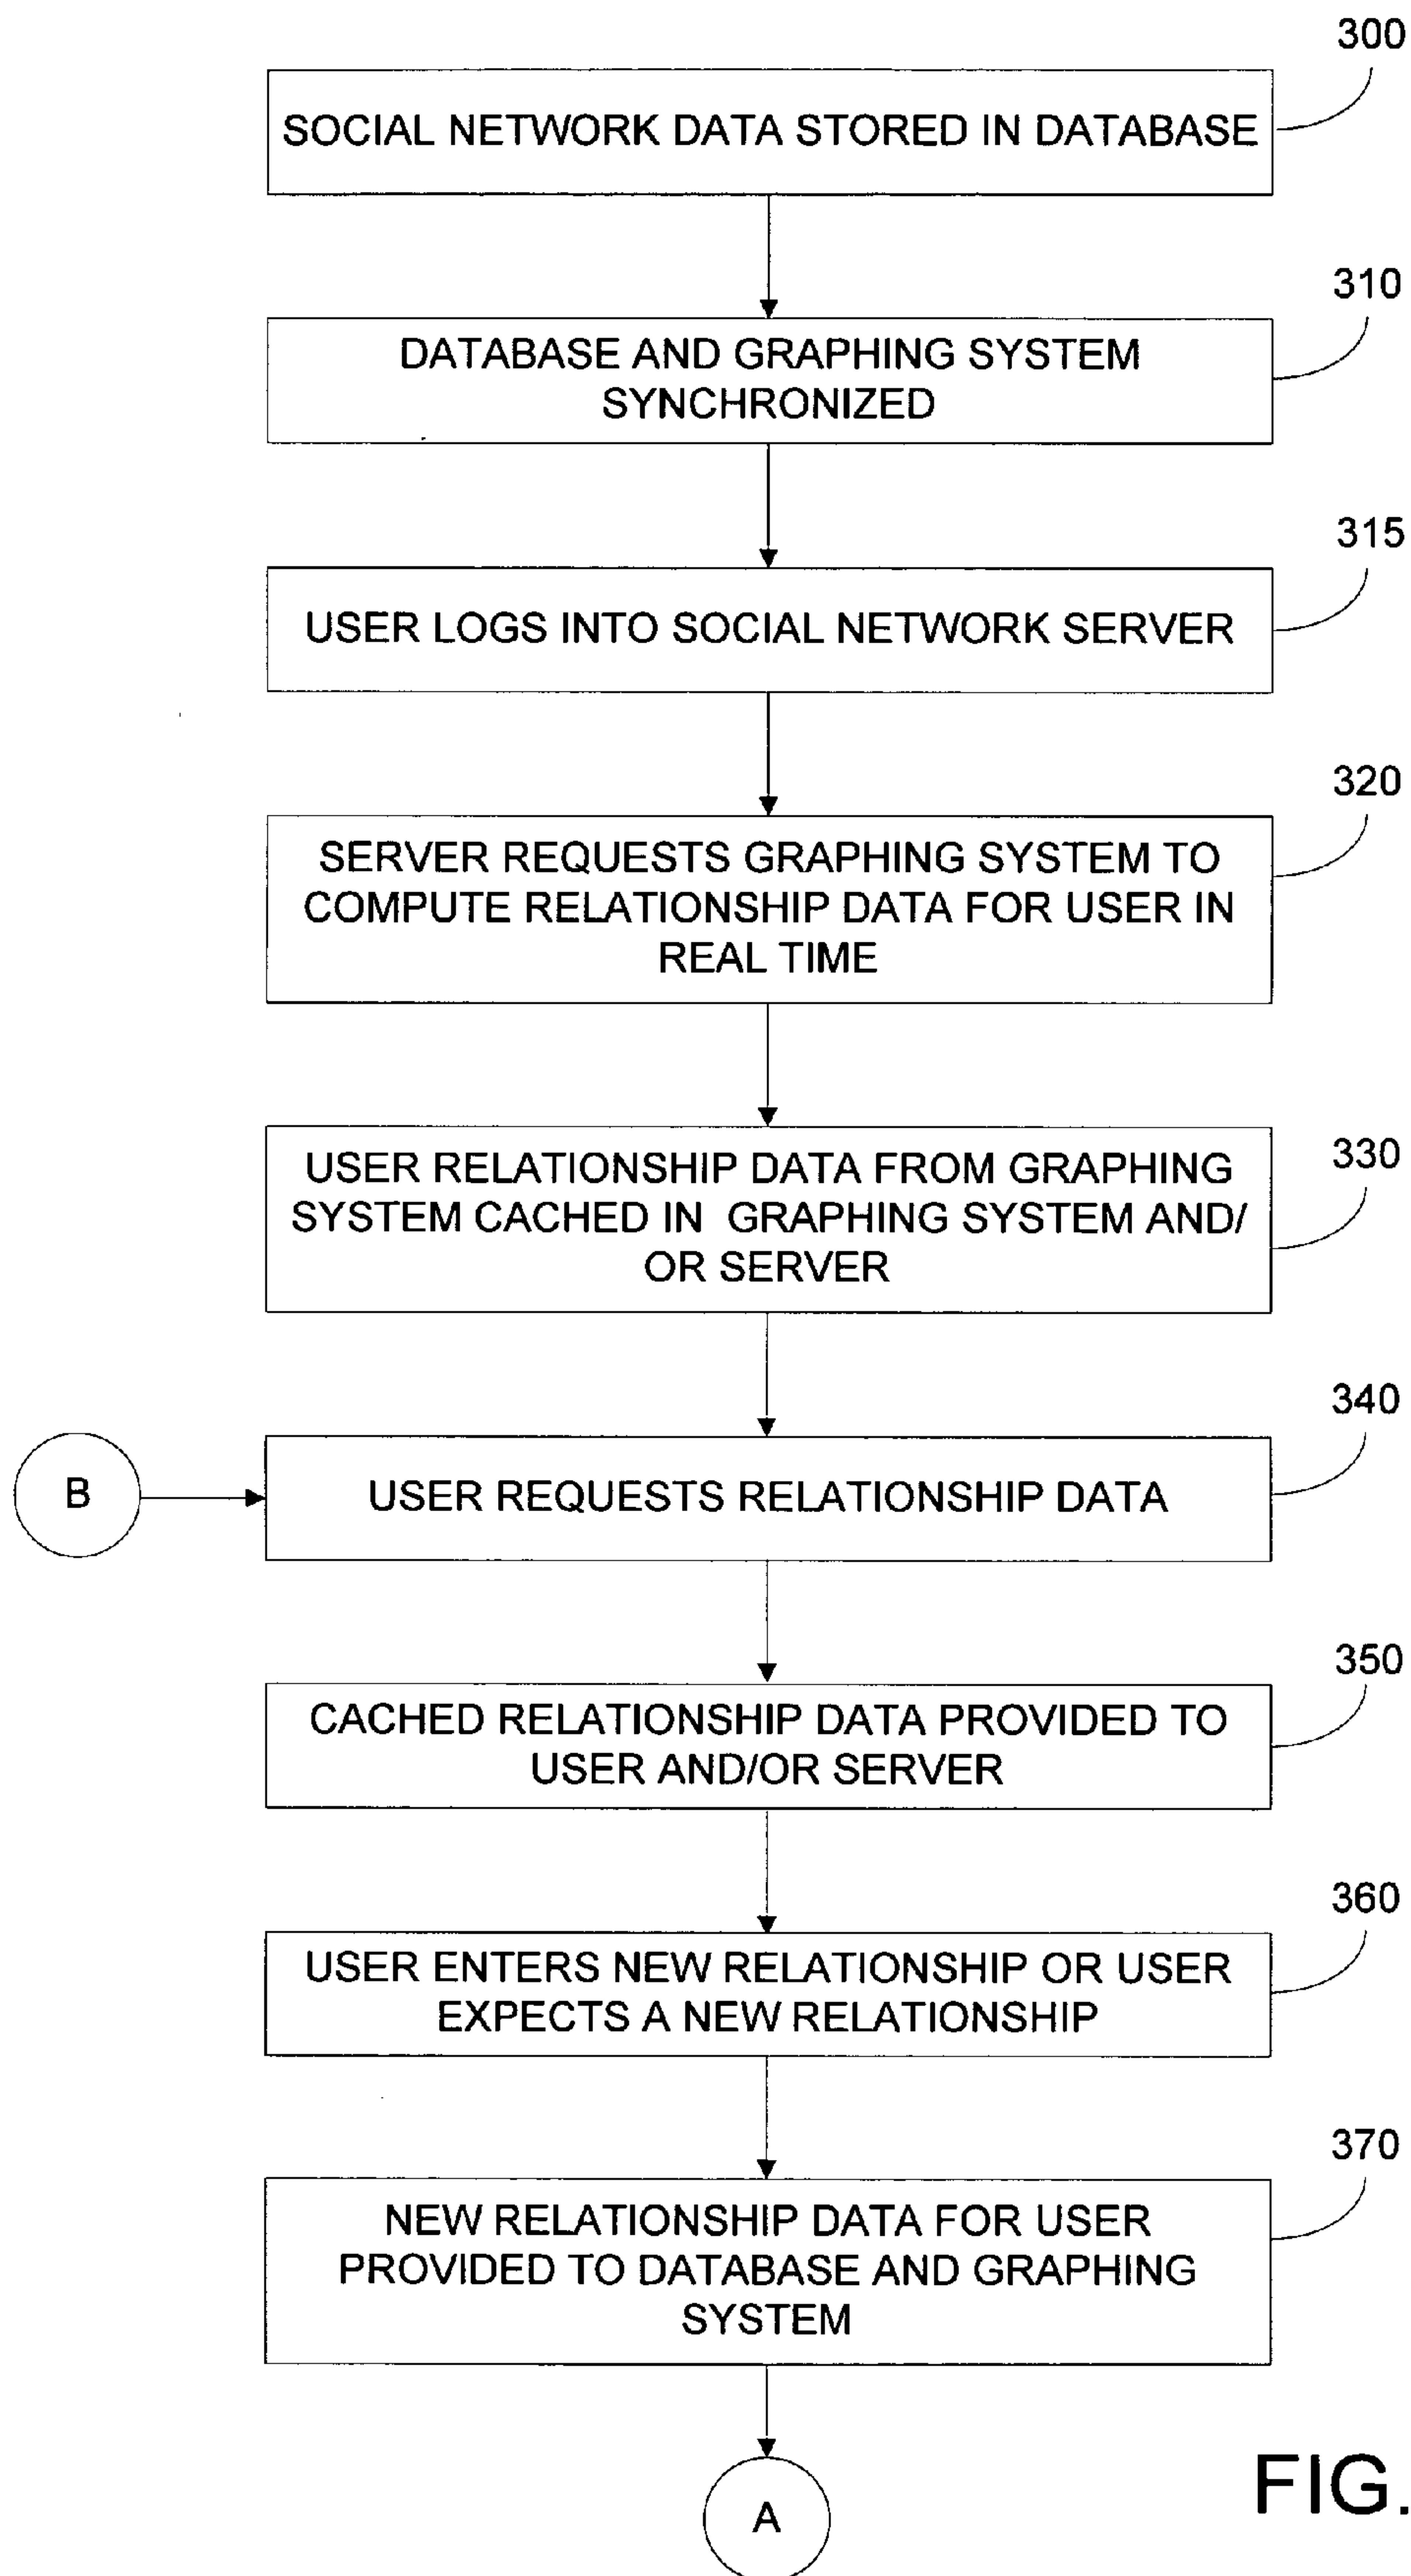 300
SOCIAL NETWORK DATA STORED IN DATABASE
310
DATABASE AND GRAPHING SYSTEM
SYNCHRONIZED
315
USER LOGS INTO SOCIAL NETWORK SERVER
320
SERVER REQUESTS GRAPHING SYSTEM TO
COMPUTE RELATIONSHIP DATA FOR USER IN
REAL TIME
330
USER RELATIONSHIP DATA FROM GRAPHING
SYSTEM CACHED IN GRAPHING SYSTEM AND/
OR SERVER
340
B
USER REQUESTS RELATIONSHIP DATA
350
CACHED RELATIONSHIP DATA PROVIDED TO
USER AND/OR SERVER
360
USER ENTERS NEW RELATIONSHIP OR USER
EXPECTS A NEW RELATIONSHIP
370
NEW RELATIONSHIP DATA FOR USER
PROVIDED TO DATABASE AND GRAPHING
SYSTEM
FIG.
A